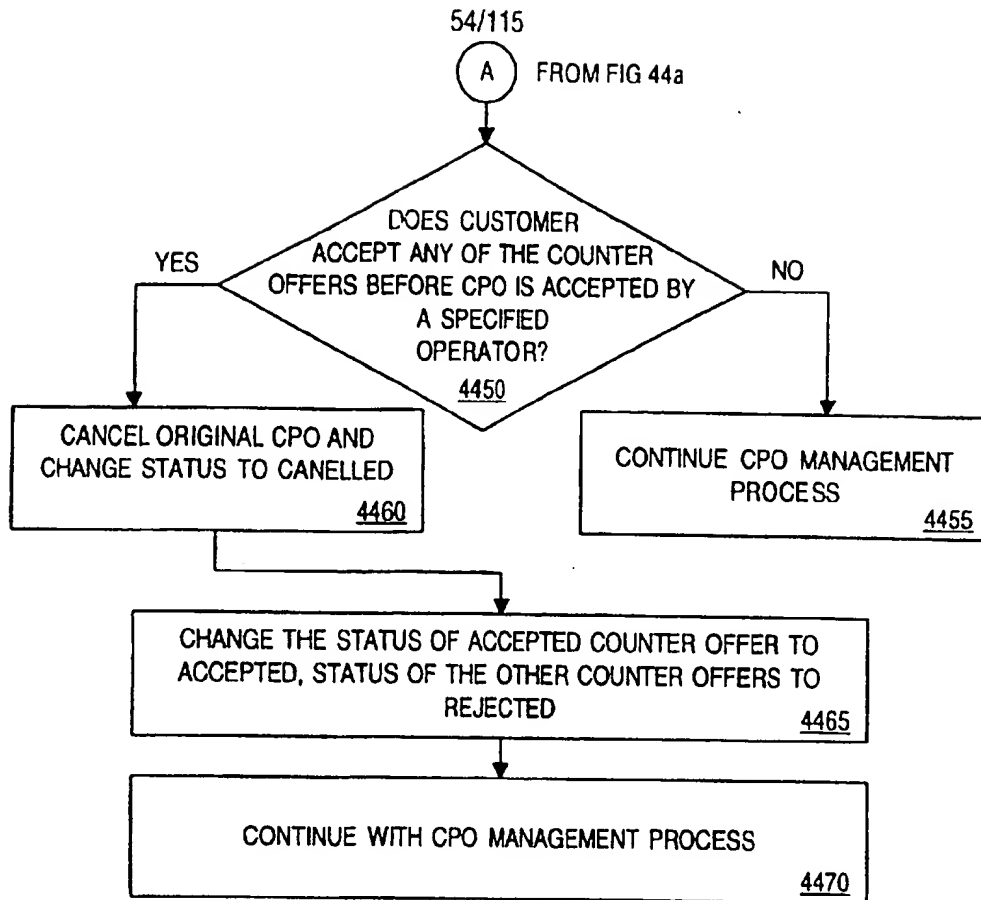 54/115
A FROM FIG 44a
DOES CUSTOMER
ACCEPT ANY OF THE COUNTER
OFFERS BEFORE CPO IS ACCEPTED BY
A SPECIFIED
OPERATOR?
4450
YES
NO
CANCEL ORIGINAL CPO AND
CHANGE STATUS TO CANELLED
4460
CONTINUE CPO MANAGEMENT
PROCESS
4455
CHANGE THE STATUS OF ACCEPTED COUNTER OFFER TO
ACCEPTED, STATUS OF THE OTHER COUNTER OFFERS TO
REJECTED
4465
CONTINUE WITH CPO MANAGEMENT PROCESS
4470